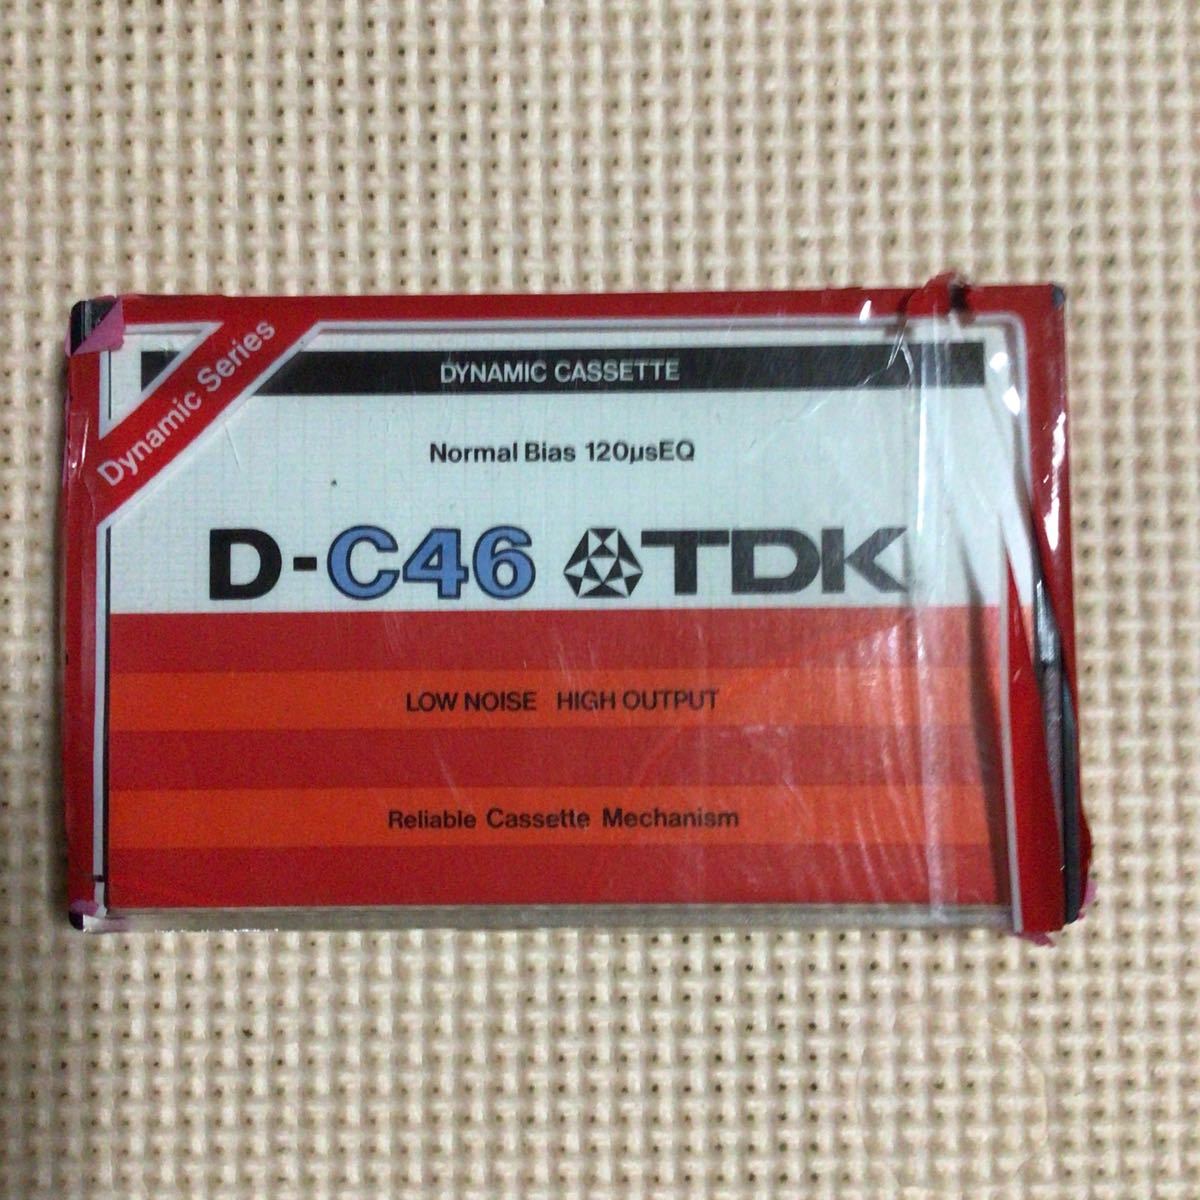 Dynamic Series
DYNAMIC CASSETTE
Normal Bias 120µsEQ
D-C46 TDK
LOW NOISE HIGH OUTPUT
Reliable Cassette Mechanism